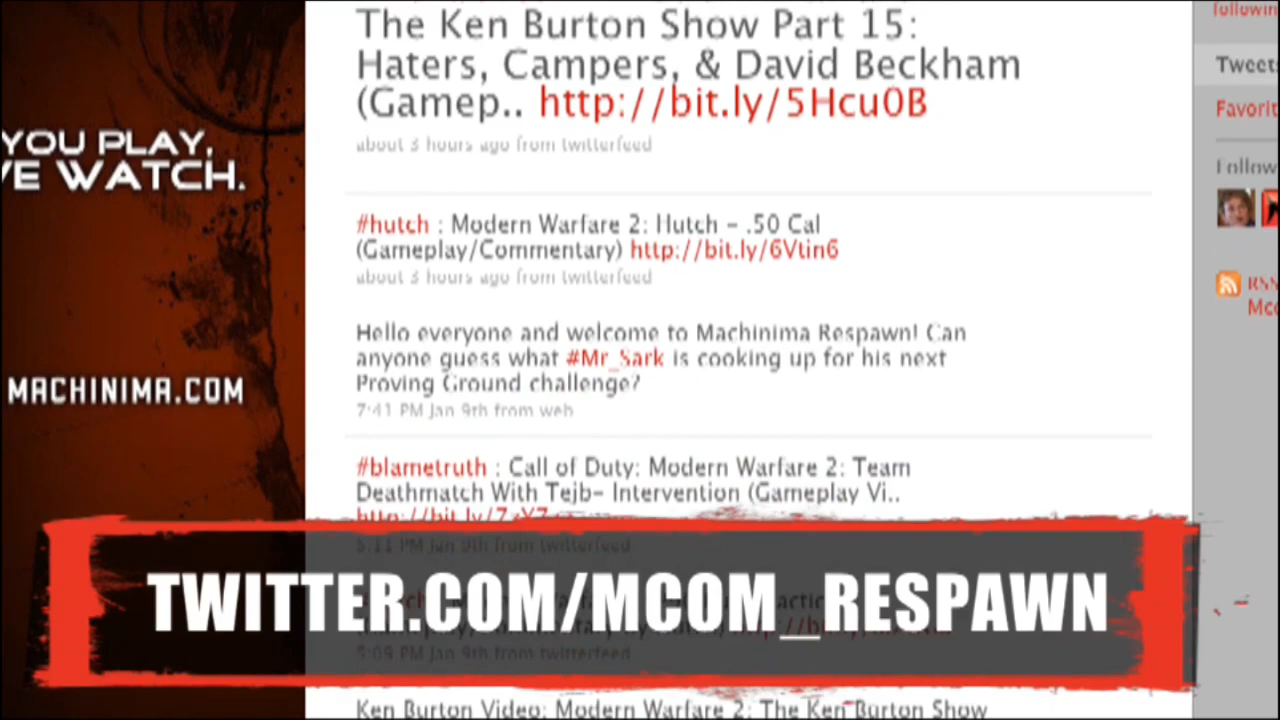 The Ken Burton Show Part 15:
Haters, Campers, & David Beckham
(Gamep.. http://bit.ly/5Hcu0B
about 3 hours ago from twitterfeed
#hutch : Modern Warfare 2: Hutch - .50 Cal
(Gameplay/Commentary) http://bit.ly/6Vtin6
about 3 hours ago from twitterfeed
Hello everyone and welcome to Machinima Respawn! Can
anyone guess what #Mr_Sark is cooking up for his next
Proving Ground challenge?
7:41 PM Jan 9th from web
#blametruth : Call of Duty: Modern Warfare 2: Team
Deathmatch With Tejb- Intervention (Gameplay Vi..
5:11 PM Jan 9th from twitterfeed
5:09 PM Jan 9th from twitterfeed
Ken Burton Video: Modern Warfare 2: The Ken Burton Show
YOU PLAY,
WE WATCH.
MACHINIMA.COM
TWITTER.COM/MCOM_RESPAWN
followin
Tweets
Favorit
Follow
RSS
Mco